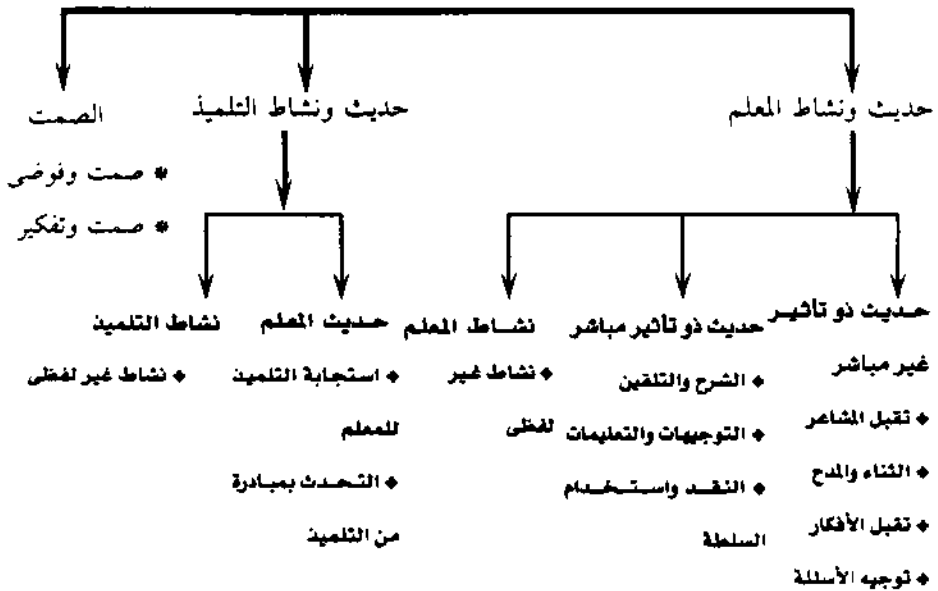 حديث ونشاط المعلم
حديث ذو تأثير
غير مباشر
♦ تقبل المشاعر
♦ الثناء والمدح
♦ تقبل الأفكار
♦ توجيه الأسئلة
حديث ذو تأثير مباشر
♦ الشرح والتلقين
♦ التوجيهات والتعليمات
♦ النقد واستخدام
السلطة
نشاط المعلم
♦ نشاط غير
لفظى
حديث ونشاط التلميذ
حديث المعلم
♦ استجابة التلميذ
للمعلم
♦ التحدث بمبادرة
من التلميذ
نشاط التلميذ
♦ نشاط غير لفظى
الصمت
* صمت وفوضى
* صمت وتفكير